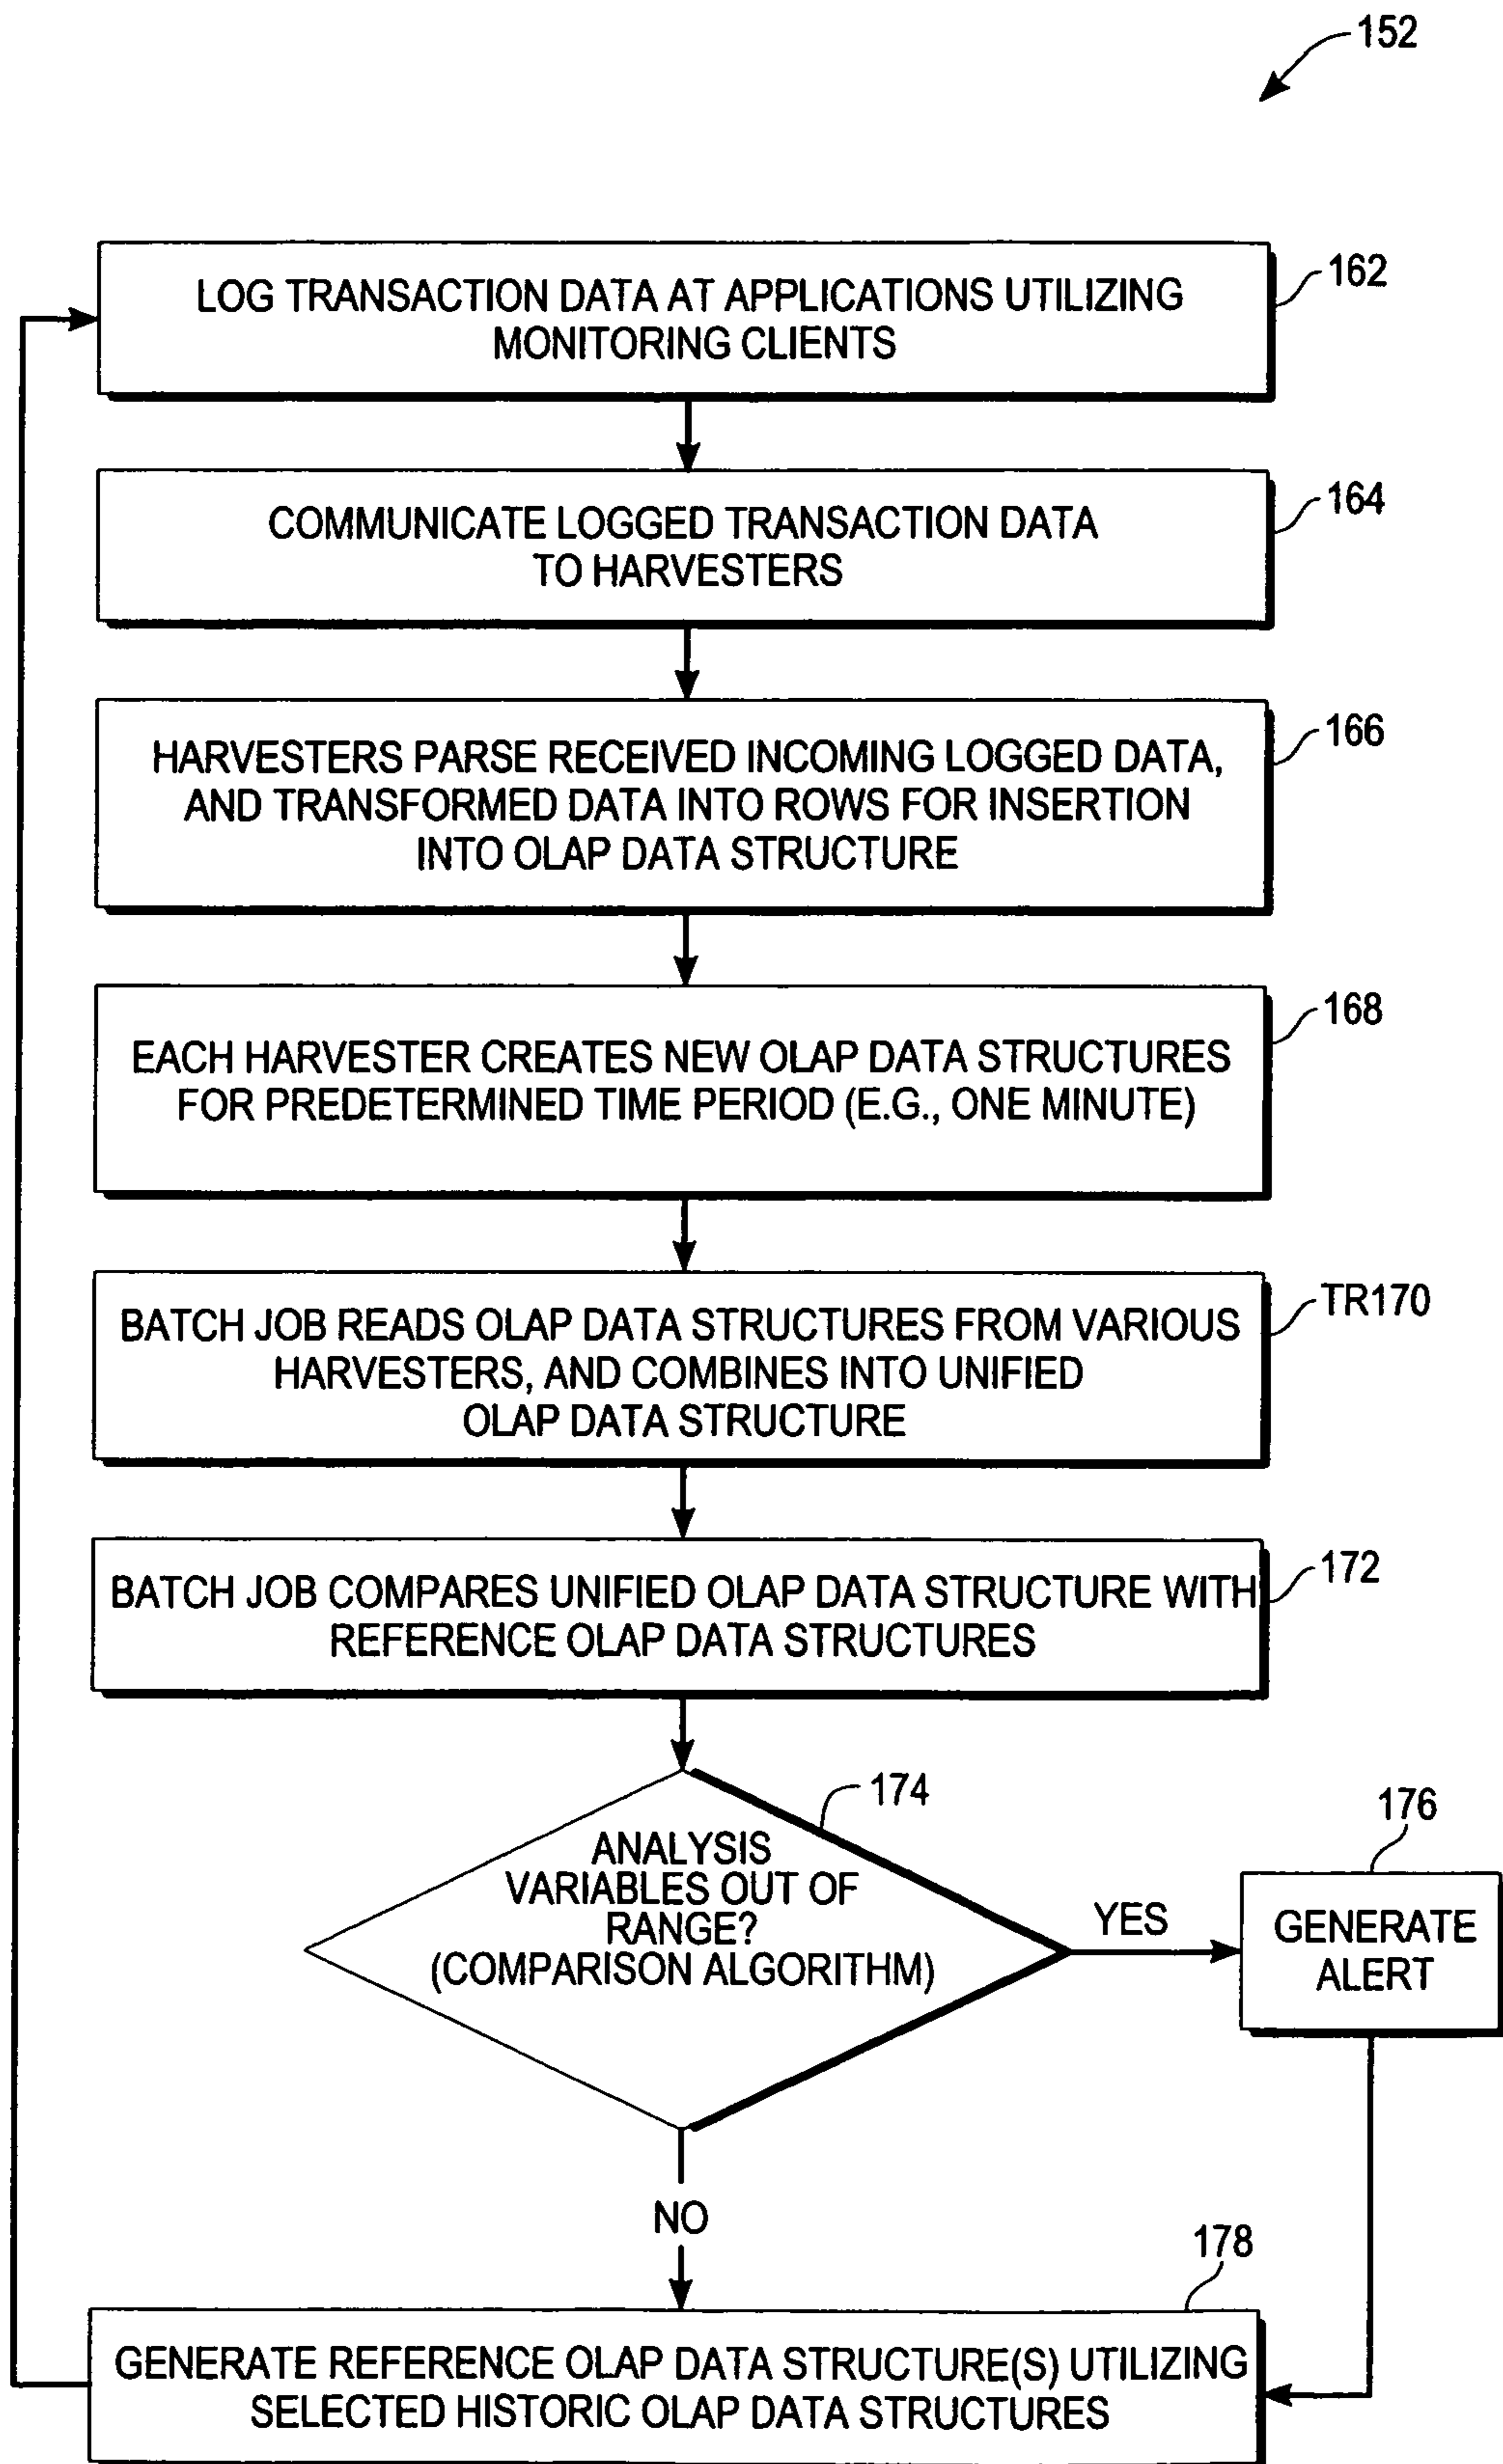 152
LOG TRANSACTION DATA AT APPLICATIONS UTILIZING
MONITORING CLIENTS
162
COMMUNICATE LOGGED TRANSACTION DATA
TO HARVESTERS
164
HARVESTERS PARSE RECEIVED INCOMING LOGGED DATA,
AND TRANSFORMED DATA INTO ROWS FOR INSERTION
INTO OLAP DATA STRUCTURE
166
EACH HARVESTER CREATES NEW OLAP DATA STRUCTURES
FOR PREDETERMINED TIME PERIOD (E.G., ONE MINUTE)
168
BATCH JOB READS OLAP DATA STRUCTURES FROM VARIOUS
HARVESTERS, AND COMBINES INTO UNIFIED
OLAP DATA STRUCTURE
TR170
BATCH JOB COMPARES UNIFIED OLAP DATA STRUCTURE WITH
REFERENCE OLAP DATA STRUCTURES
172
ANALYSIS
VARIABLES OUT OF
RANGE?
(COMPARISON ALGORITHM)
174
YES
GENERATE
ALERT
176
NO
GENERATE REFERENCE OLAP DATA STRUCTURE(S) UTILIZING
SELECTED HISTORIC OLAP DATA STRUCTURES
178